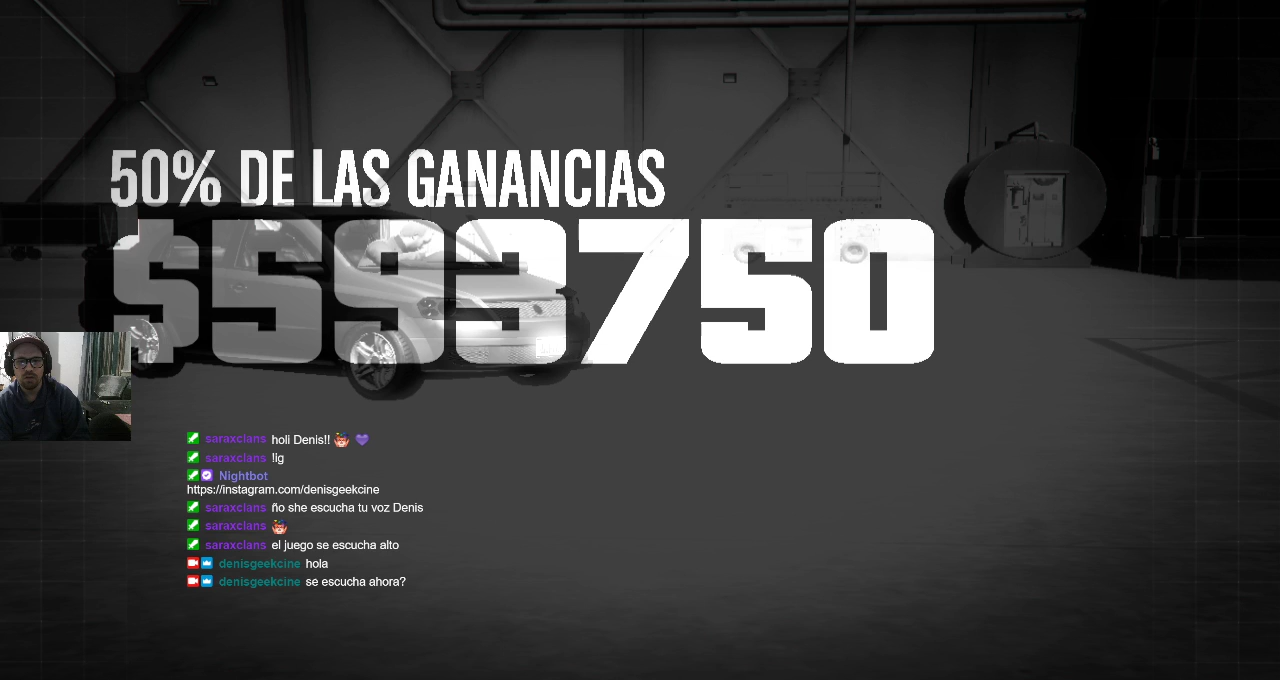 50% DE LAS GANANCIAS
$593750
saraxclans holi Denis!!
saraxclans !ig
Nightbot
https://instagram.com/denisgeekcine
saraxclans ño she escucha tu voz Denis
saraxclans
saraxclans el juego se escucha alto
denisgeekcine hola
denisgeekcine se escucha ahora?